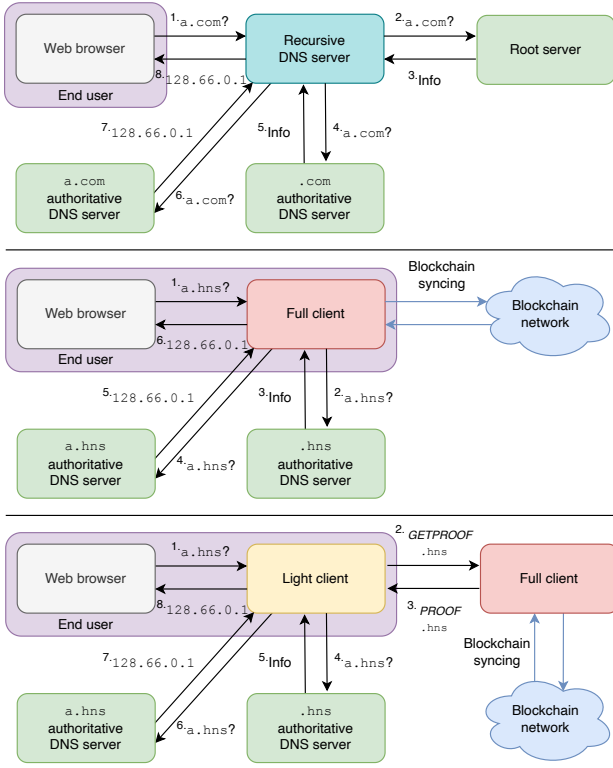 1. a.com?
2. a.com?
Web browser
Recursive
DNS server
Root server
8. 128.66.0.1
3. Info
End user
7. 128.66.0.1
5. Info
4. a.com?
6. a.com?
a.com
authoritative
DNS server
.com
authoritative
DNS server
Blockchain
syncing
1. a.hns?
Web browser
Full client
Blockchain
network
6. 128.66.0.1
End user
5. 128.66.0.1
3. Info
2. a.hns?
4. a.hns?
a.hns
authoritative
DNS server
.hns
authoritative
DNS server
2. GETPROOF
.hns
1. a.hns?
Web browser
Light client
Full client
8. 128.66.0.1
3. PROOF
.hns
End user
Blockchain
syncing
7. 128.66.0.1
5. Info
4. a.hns?
6. a.hns?
a.hns
authoritative
DNS server
.hns
authoritative
DNS server
Blockchain
network